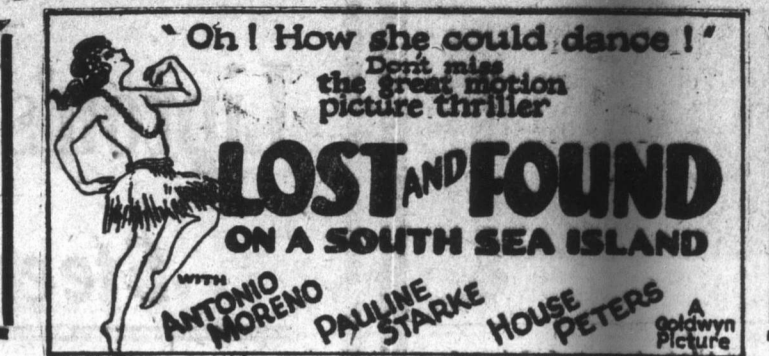 "Oh! How she could dance!"
Don't miss
the great motion
picture thriller
LOST AND FOUND
ON A SOUTH SEA ISLAND
WITH
ANTONIO
MORENO
PAULINE
STARKE
HOUSE
PETERS
A
Goldwyn
Picture